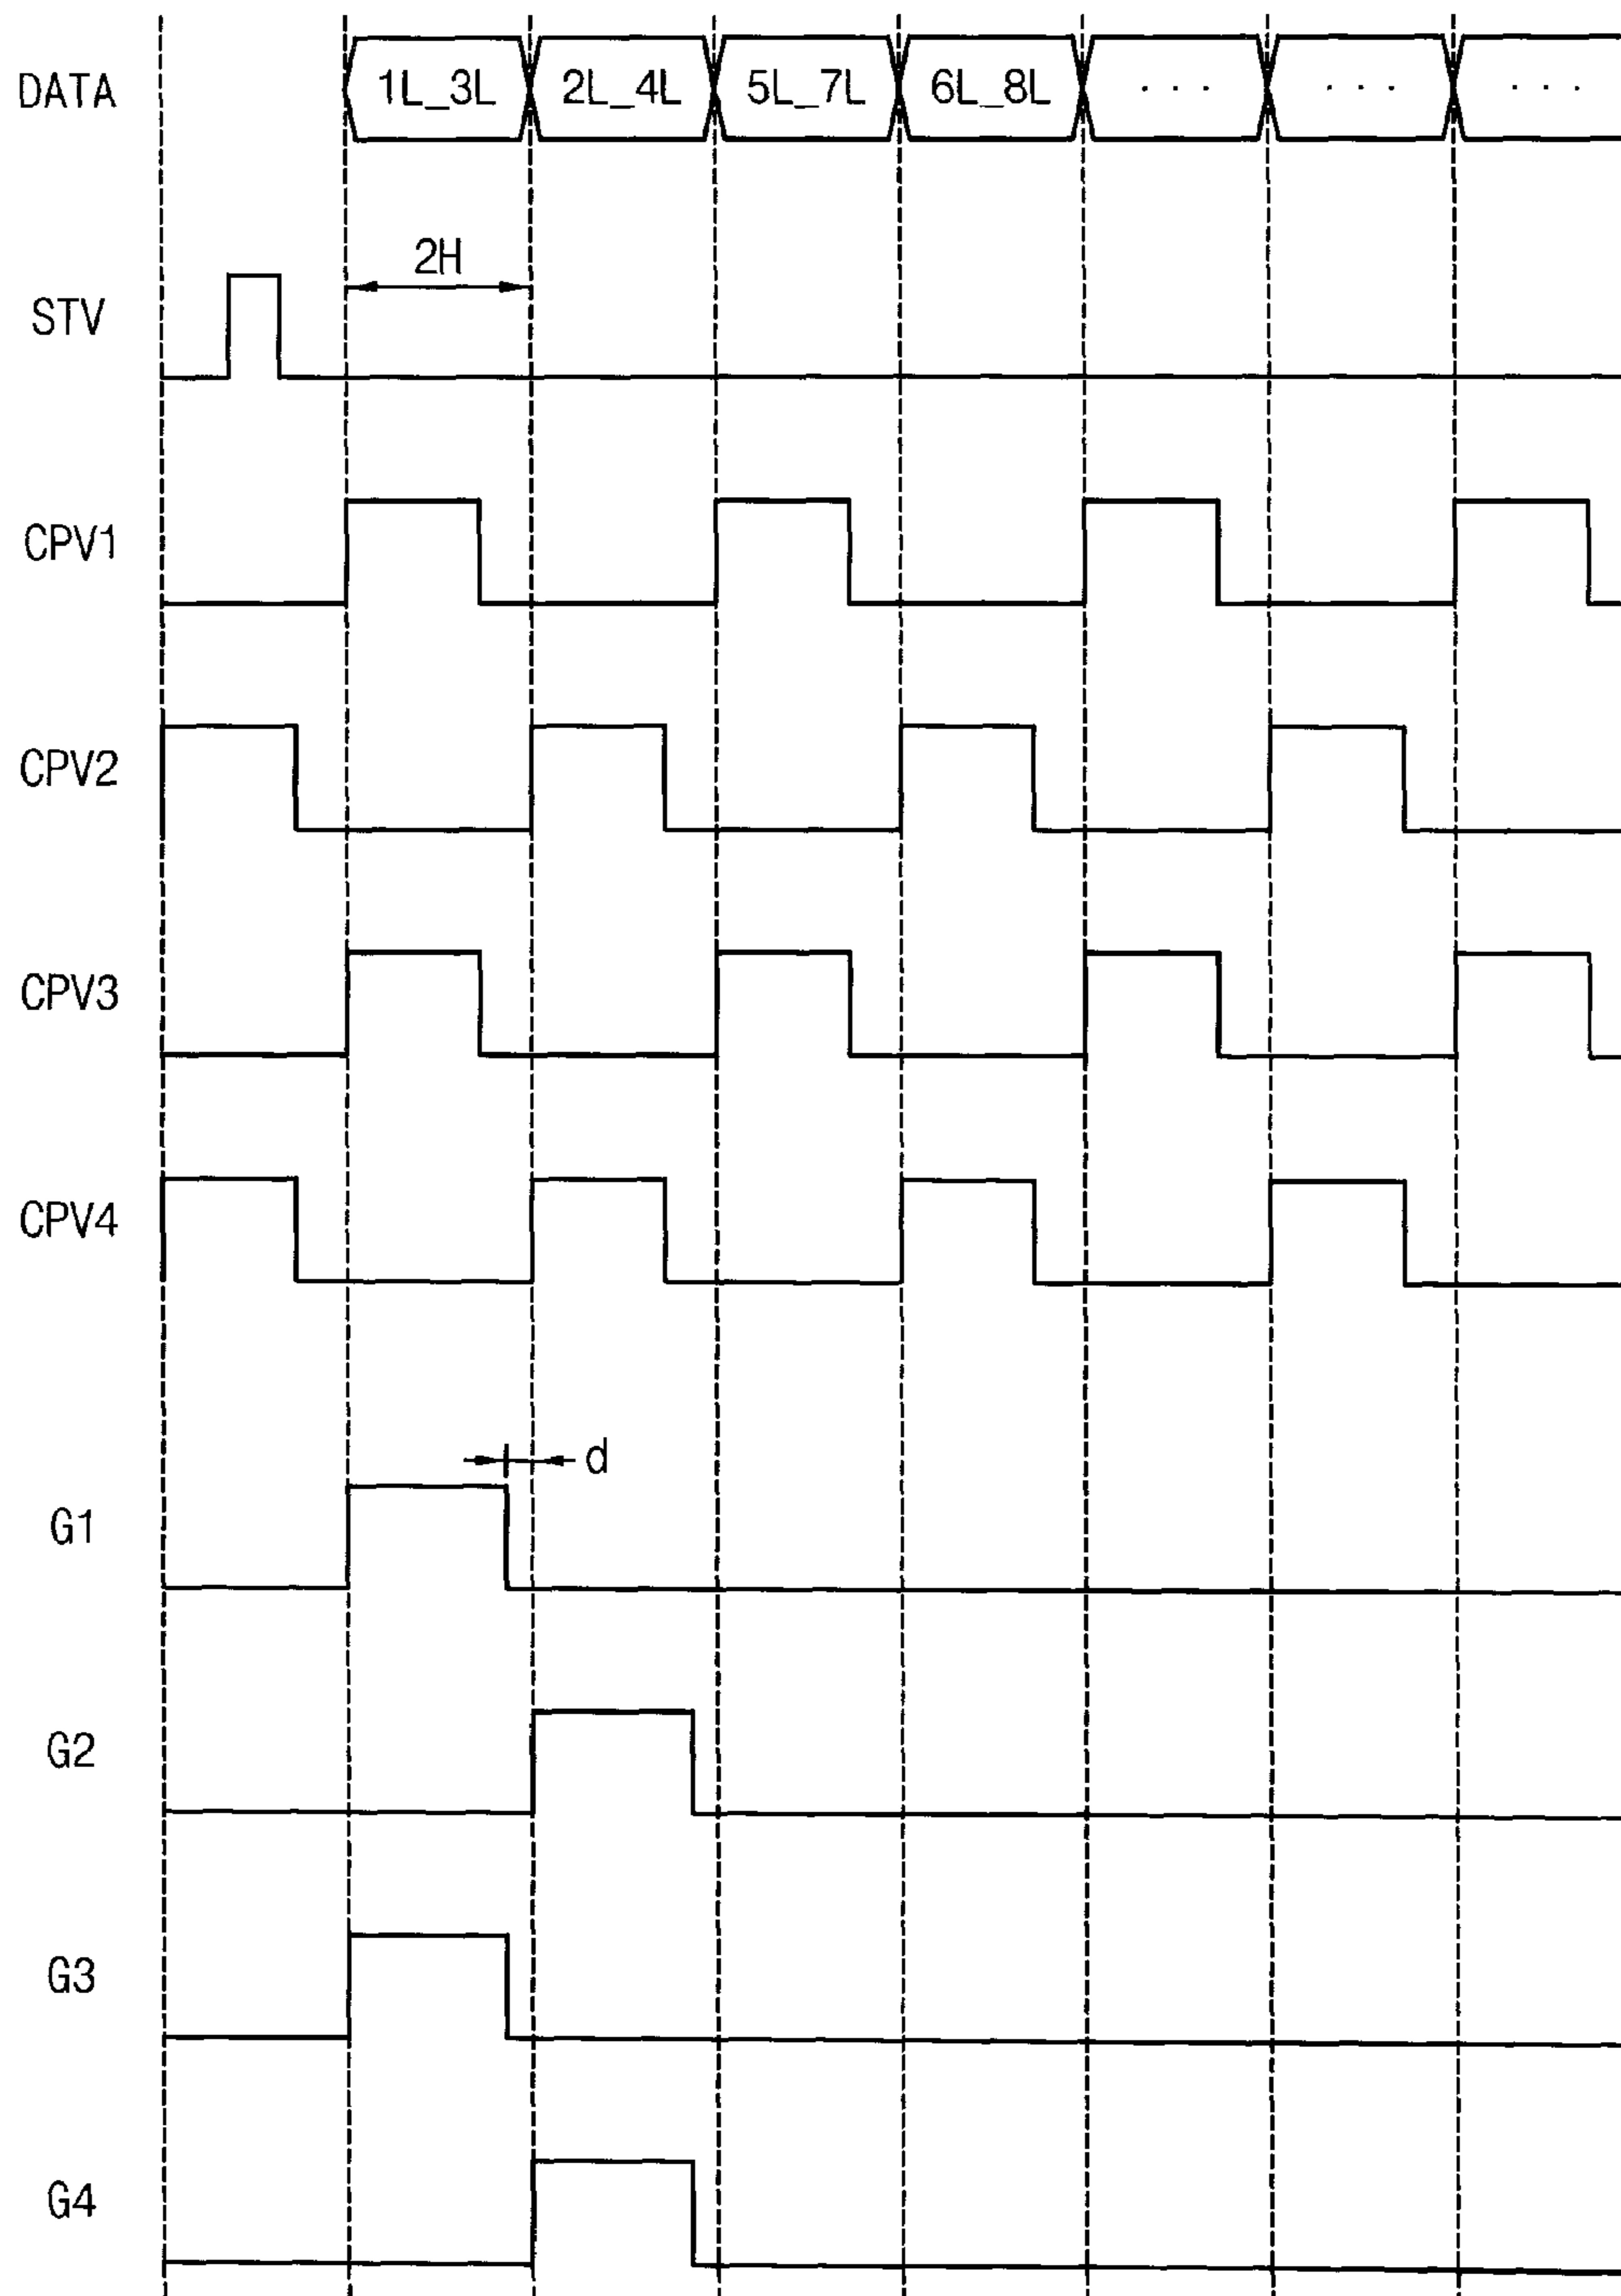 DATA 1L_3L 2L_4L 5L_7L 6L_8L ... ... ...
2H
STV
CPV1
CPV2
CPV3
CPV4
d
G1
G2
G3
G4